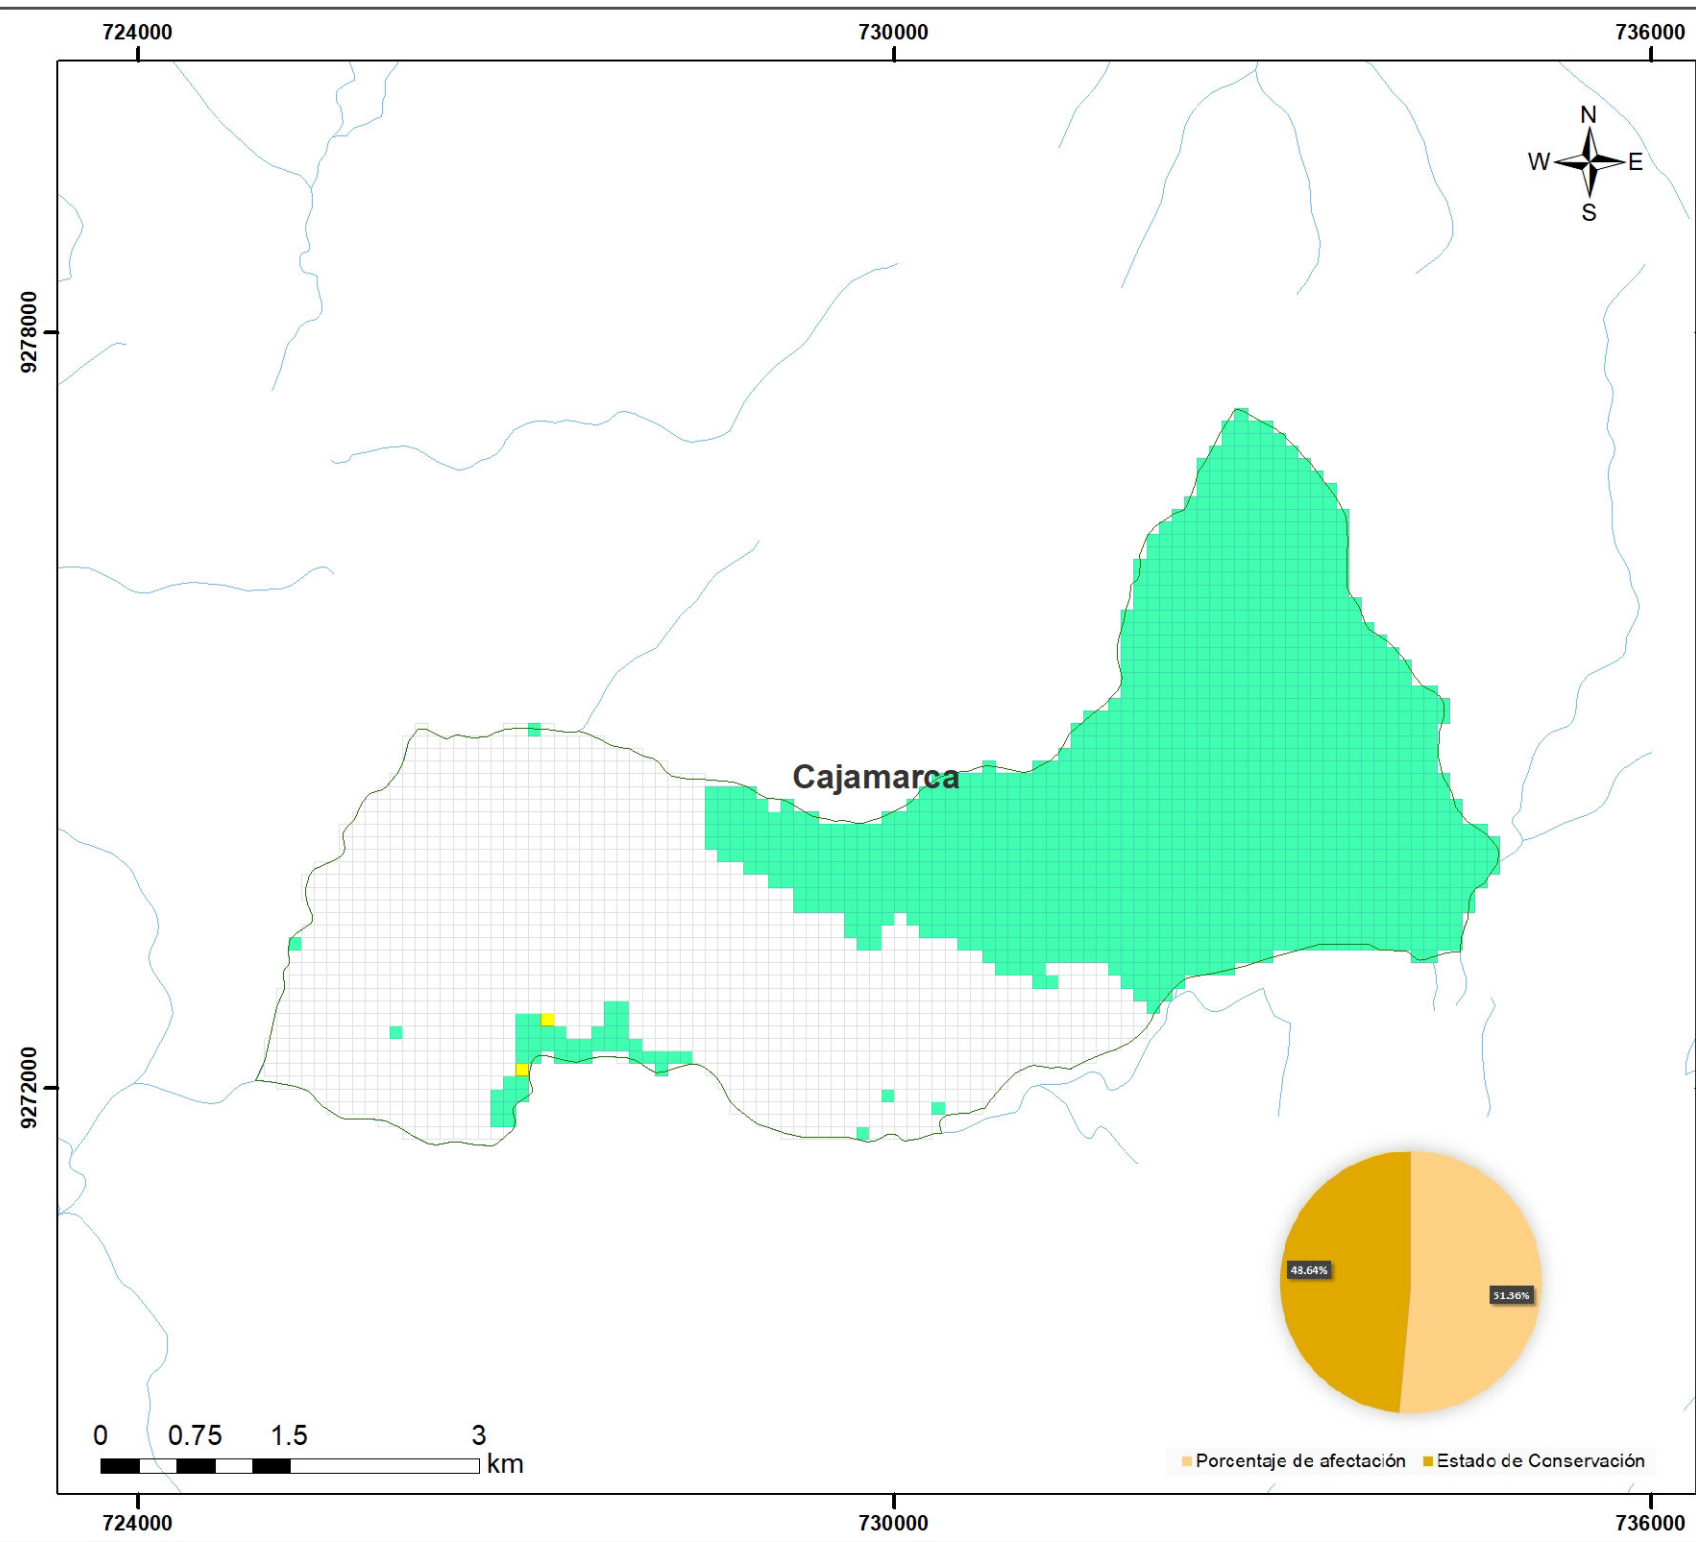 724000 730000 736000
N
W E
S
9278000
Cajamarca
9272000
48.64%
51.36%
0 0.75 1.5 3
km
Porcentaje de afectación Estado de Conservación
724000 730000 736000